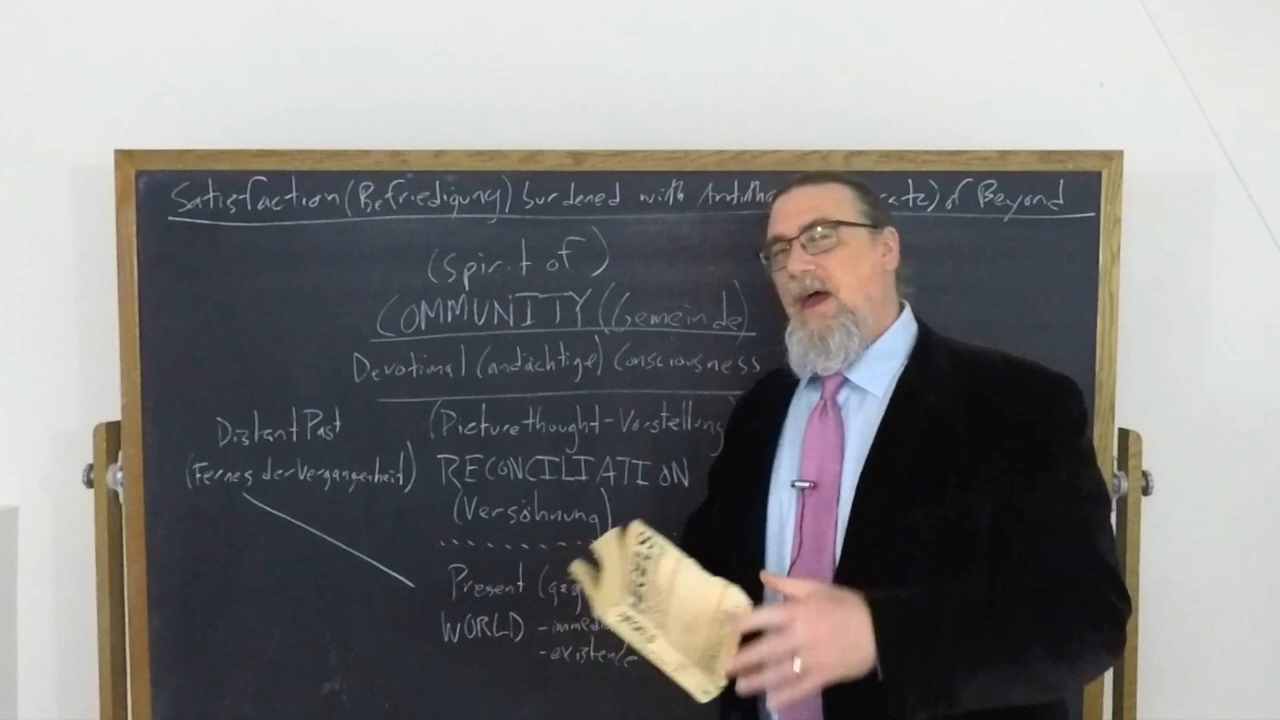 Satisfaction (Befriedigung) burdened with of Beyond
(Spirit of)
COMMUNITY (Gemeinde)
Devotional (andächtige) Consciousness
(Picturethought-Vorstellung
Distant Past
(Fernes der Vergangenheit)
RECONCILIATION
(Versöhnung)
Present
WORLD
-existence